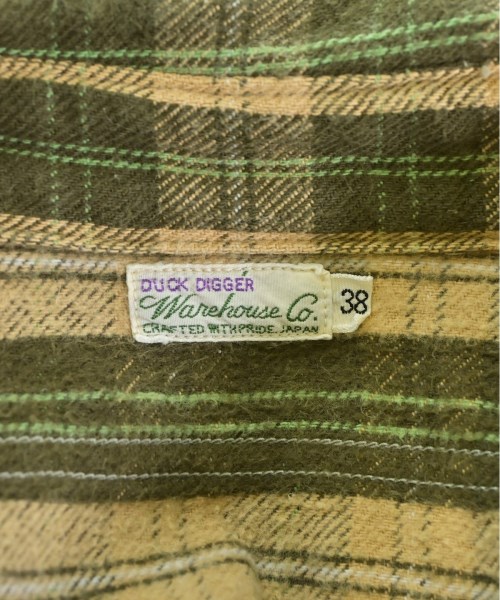 DUCK DIGGER
Warehouse Co.
CRAFTED WITH PRIDE. JAPAN
38